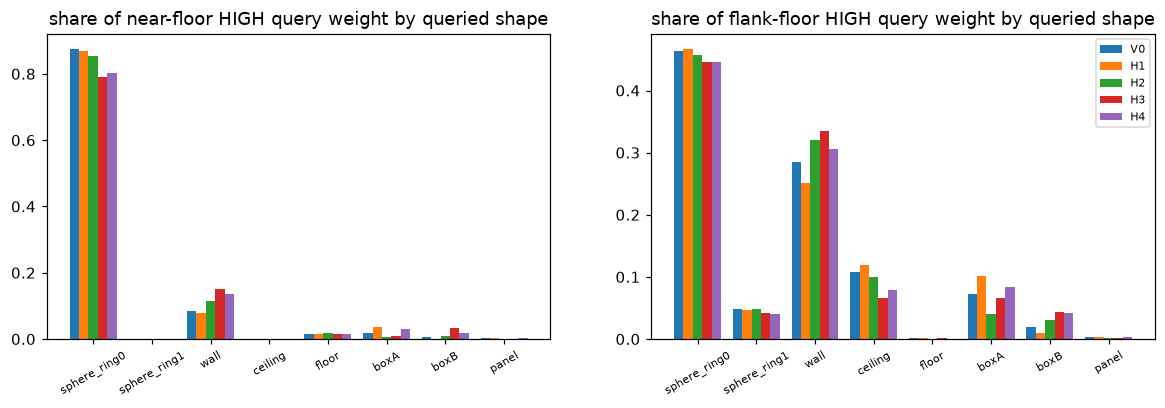 share of near-floor HIGH query weight by queried shape
0.8
0.6
0.4
0.2
0.0
sphere_ring0
sphere_ring1
wall
ceiling
floor
boxA
boxB
panel
share of flank-floor HIGH query weight by queried shape
V0
H1
H2
H3
H4
0.4
0.3
0.2
0.1
0.0
sphere_ring0
sphere_ring1
wall
ceiling
floor
boxA
boxB
panel